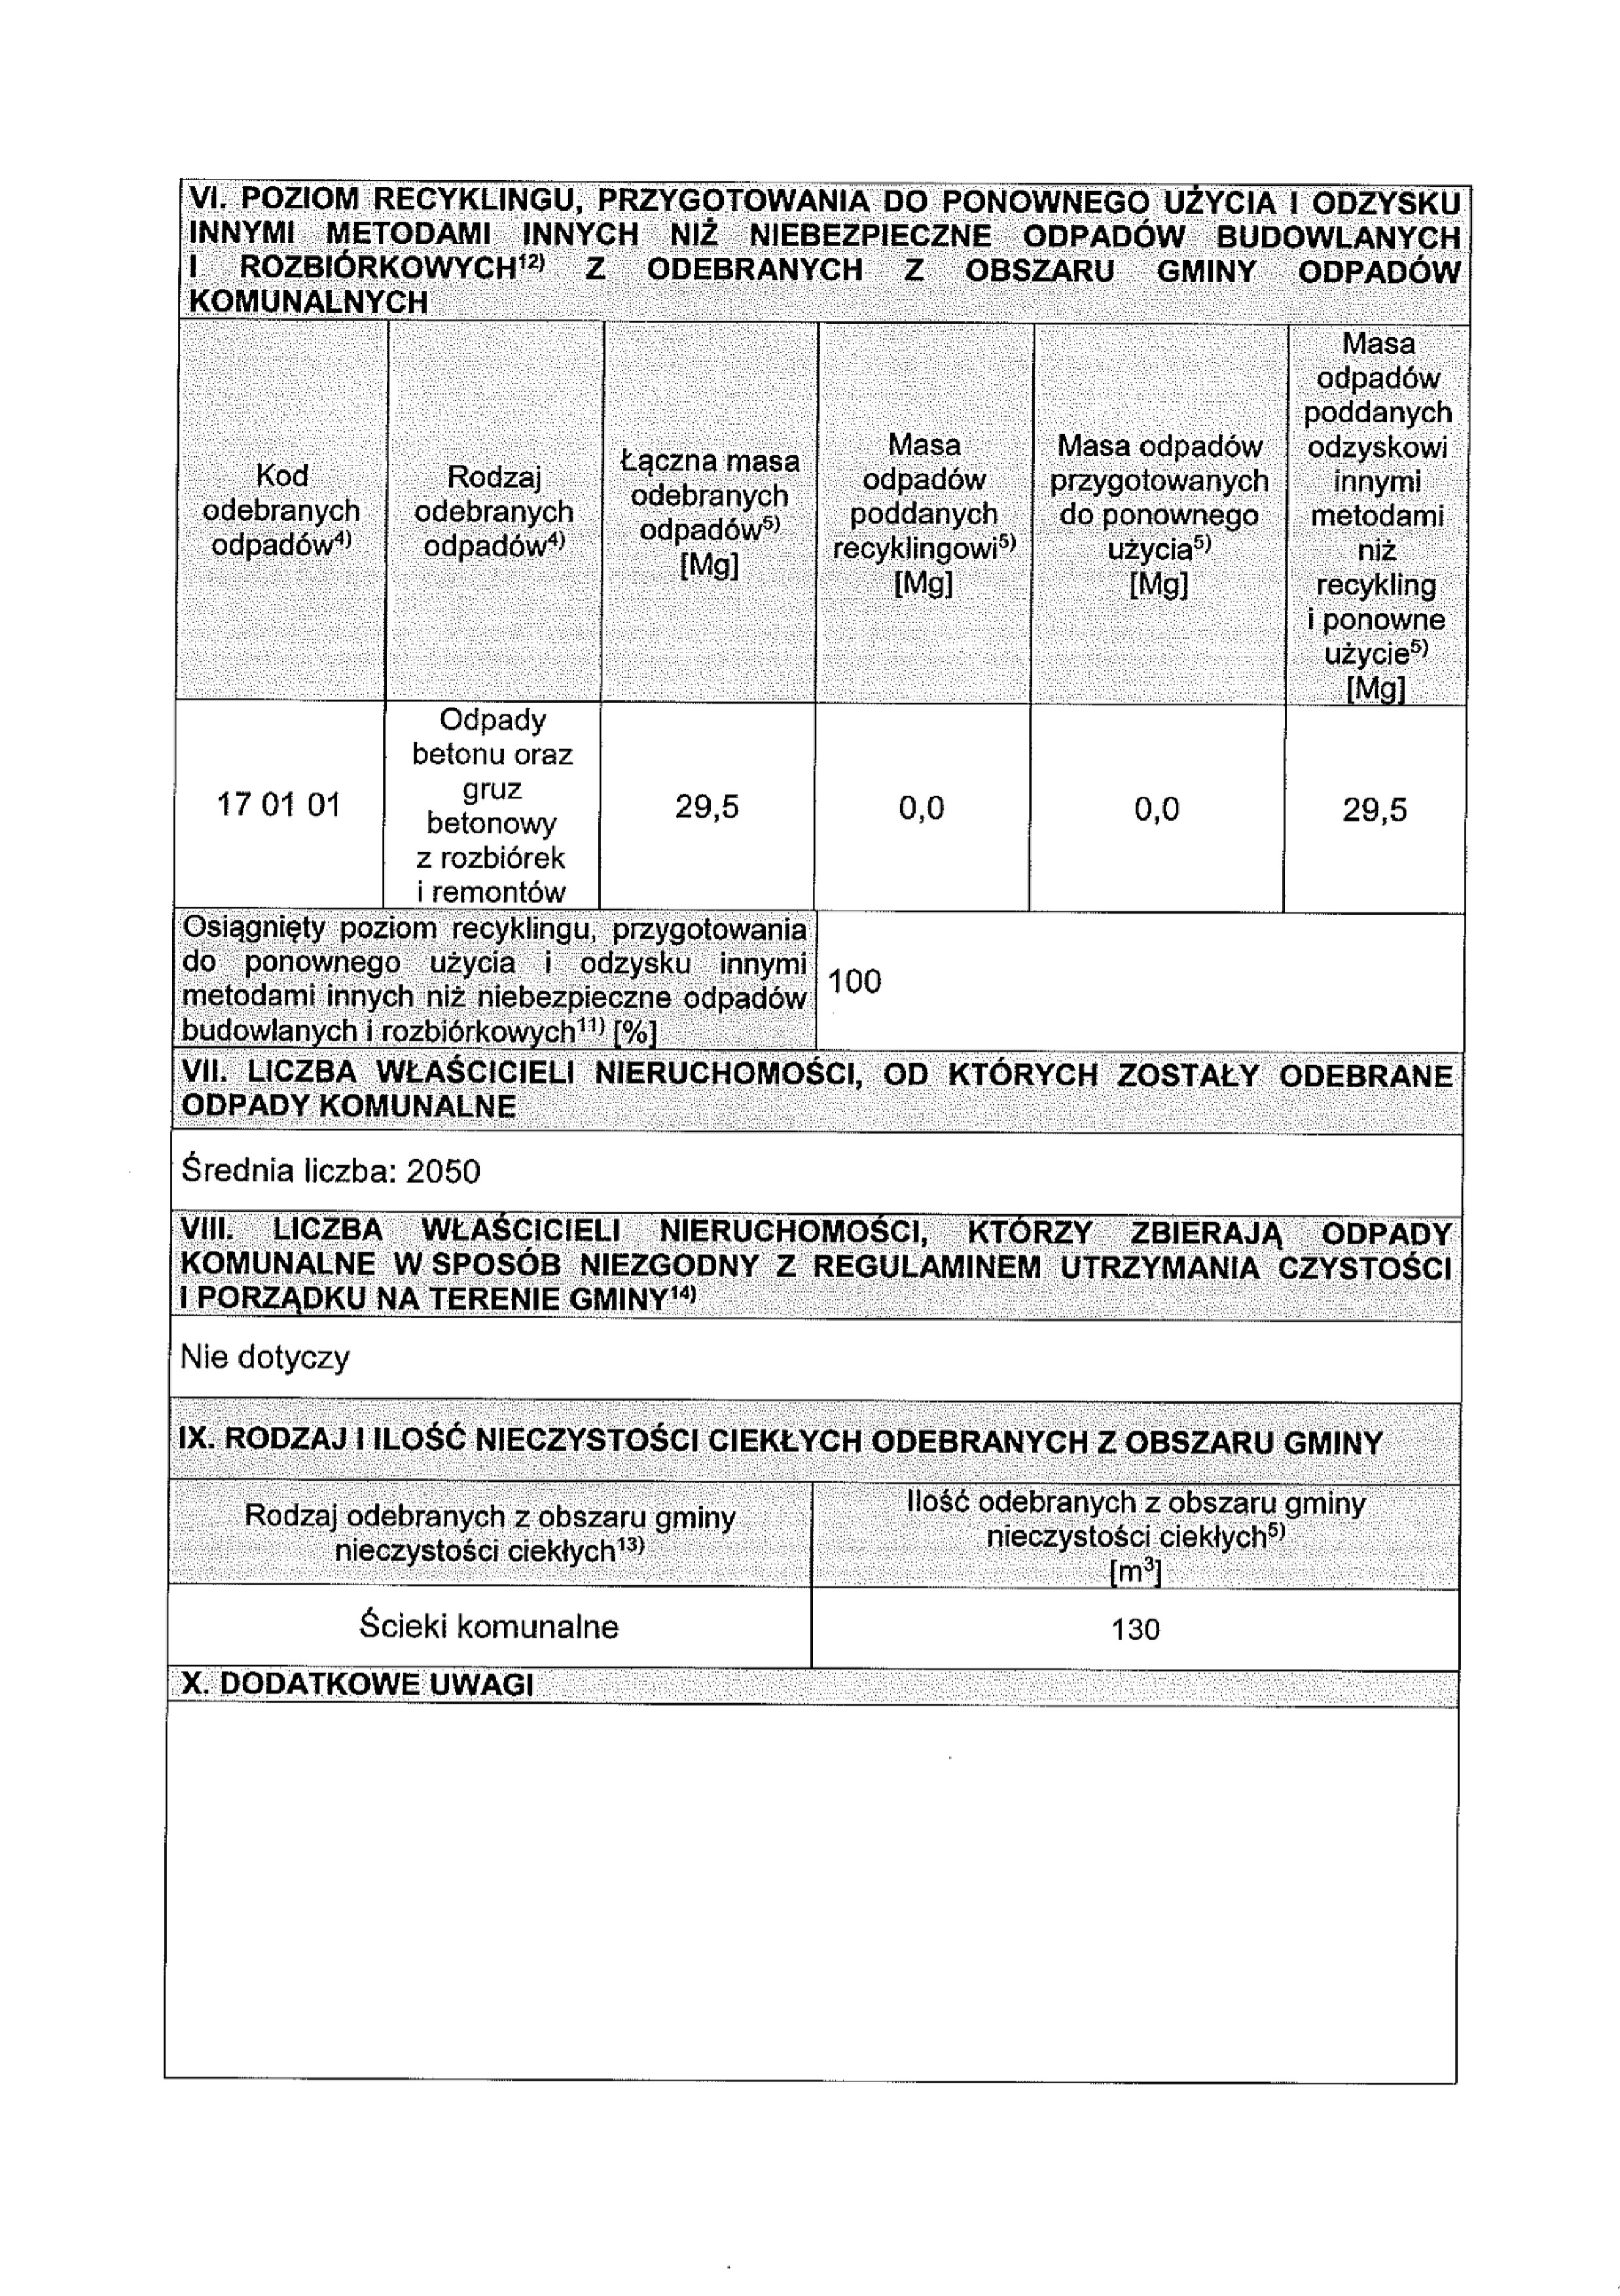 VI. POZIOM RECYKLINGU, PRZYGOTOWANIA DO PONOWNEGO UŻYCIA I ODZYSKU
INNYMI METODAMI INNYCH NIŻ NIEBEZPIECZNE ODPADÓW BUDOWLANYCH
I ROZBIÓRKOWYCH¹²⁾ Z ODEBRANYCH Z OBSZARU GMINY ODPADÓW
KOMUNALNYCH
Kod
odebranych
odpadów⁴⁾
Rodzaj
odebranych
odpadów⁴⁾
Łączna masa
odebranych
odpadów⁵⁾
[Mg]
Masa
odpadów
poddanych
recyklingowi⁵⁾
[Mg]
Masa odpadów
przygotowanych
do ponownego
użycia⁵⁾
[Mg]
Masa
odpadów
poddanych
odzyskowi
innymi
metodami
niż
recykling
i ponowne
użycie⁵⁾
[Mg]
17 01 01
Odpady
betonu oraz
gruz
betonowy
z rozbiórek
i remontów
29,5
0,0
0,0
29,5
Osiągnięty poziom recyklingu, przygotowania
do ponownego użycia i odzysku innymi
metodami innych niż niebezpieczne odpadów
budowlanych i rozbiórkowych¹¹⁾ [%]
100
VII. LICZBA WŁAŚCICIELI NIERUCHOMOŚCI, OD KTÓRYCH ZOSTAŁY ODEBRANE
ODPADY KOMUNALNE
Średnia liczba: 2050
VIII. LICZBA WŁAŚCICIELI NIERUCHOMOŚCI, KTÓRZY ZBIERAJĄ ODPADY
KOMUNALNE W SPOSÓB NIEZGODNY Z REGULAMINEM UTRZYMANIA CZYSTOŚCI
I PORZĄDKU NA TERENIE GMINY¹⁴⁾
Nie dotyczy
IX. RODZAJ I ILOŚĆ NIECZYSTOŚCI CIEKŁYCH ODEBRANYCH Z OBSZARU GMINY
Rodzaj odebranych z obszaru gminy
nieczystości ciekłych¹³⁾
Ilość odebranych z obszaru gminy
nieczystości ciekłych⁵⁾
[m³]
Ścieki komunalne
130
X. DODATKOWE UWAGI